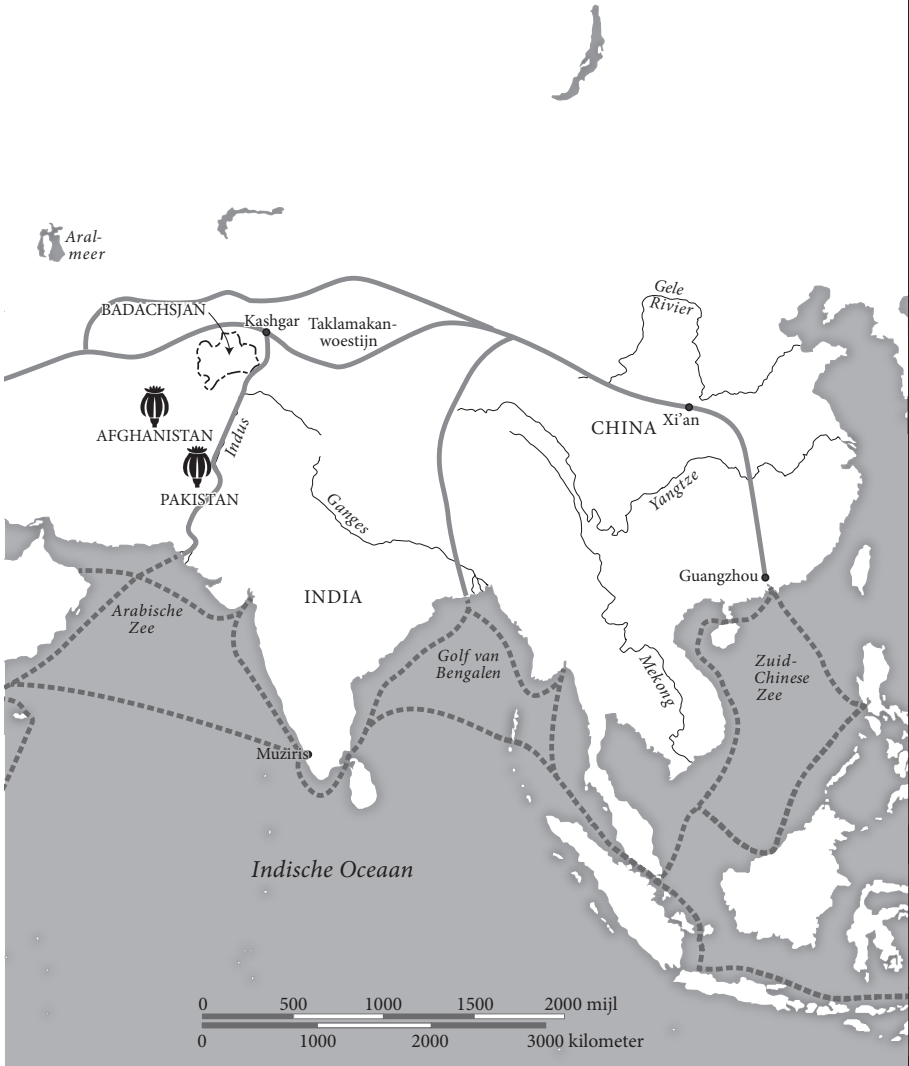 Aral-
meer
BADACHSJAN
Kashgar
Taklamakan-
woestijn
Gele
Rivier
AFGHANISTAN
Indus
PAKISTAN
CHINA
Xi’an
Yangtze
Ganges
Guangzhou
INDIA
Arabische
Zee
Golf van
Bengalen
Mekong
Zuid-
Chinese
Zee
Muziris
Indische Oceaan
0 500 1000 1500 2000 mijl
0 1000 2000 3000 kilometer